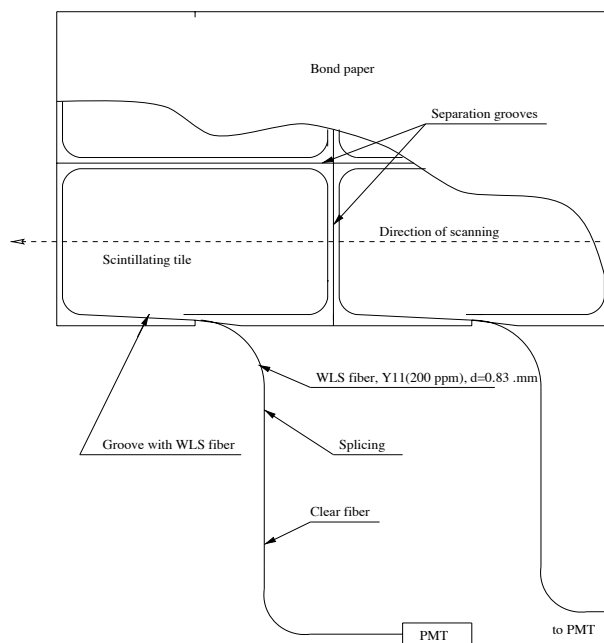 Bond paper
Separation grooves
Direction of scanning
Scintillating tile
WLS fiber, Y11(200 ppm), d=0.83 .mm
Groove with WLS fiber
Splicing
Clear fiber
PMT
to PMT